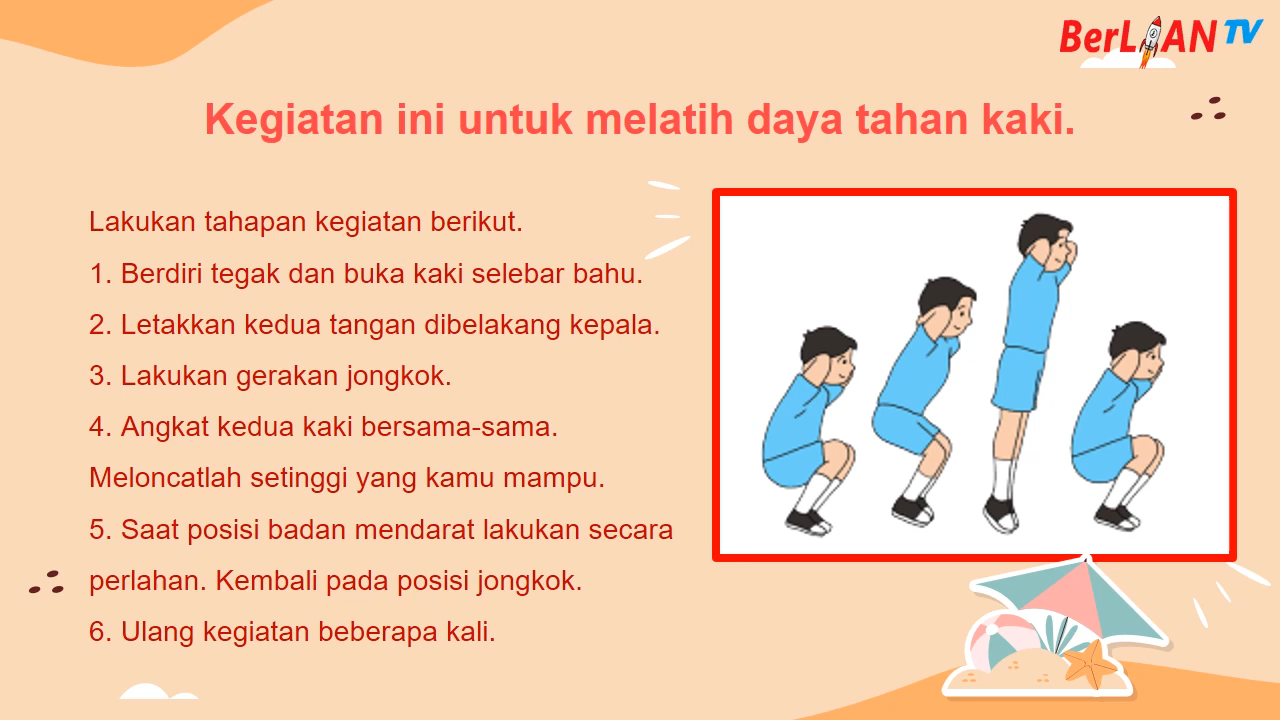 BerLIAN TV
Kegiatan ini untuk melatih daya tahan kaki.
Lakukan tahapan kegiatan berikut.
1. Berdiri tegak dan buka kaki selebar bahu.
2. Letakkan kedua tangan dibelakang kepala.
3. Lakukan gerakan jongkok.
4. Angkat kedua kaki bersama-sama.
Meloncatlah setinggi yang kamu mampu.
5. Saat posisi badan mendarat lakukan secara
perlahan. Kembali pada posisi jongkok.
6. Ulang kegiatan beberapa kali.